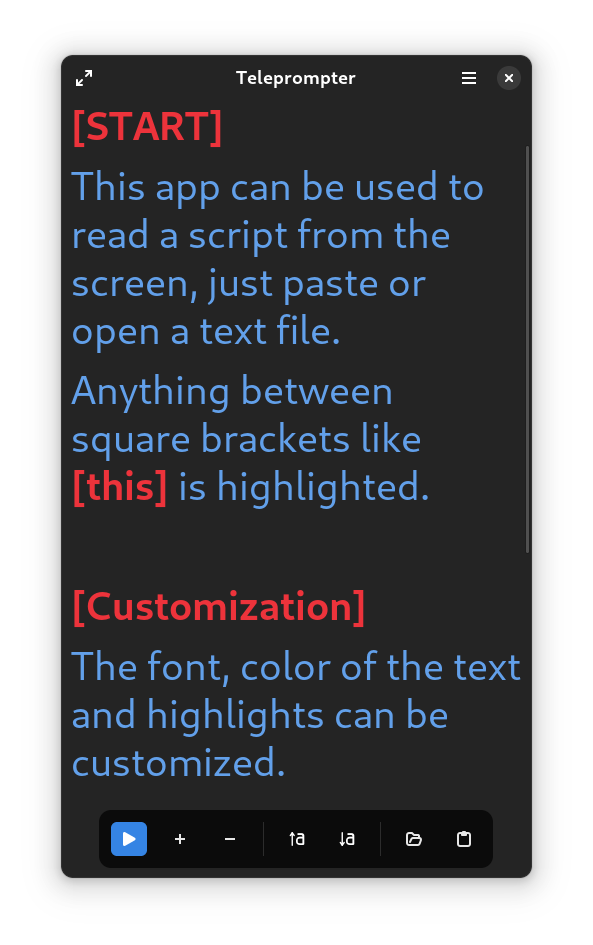 Teleprompter
[START]
This app can be used to
read a script from the
screen, just paste or
open a text file.
Anything between
square brackets like
[this] is highlighted.
[Customization]
The font, color of the text
and highlights can be
customized.
↑a ↓a